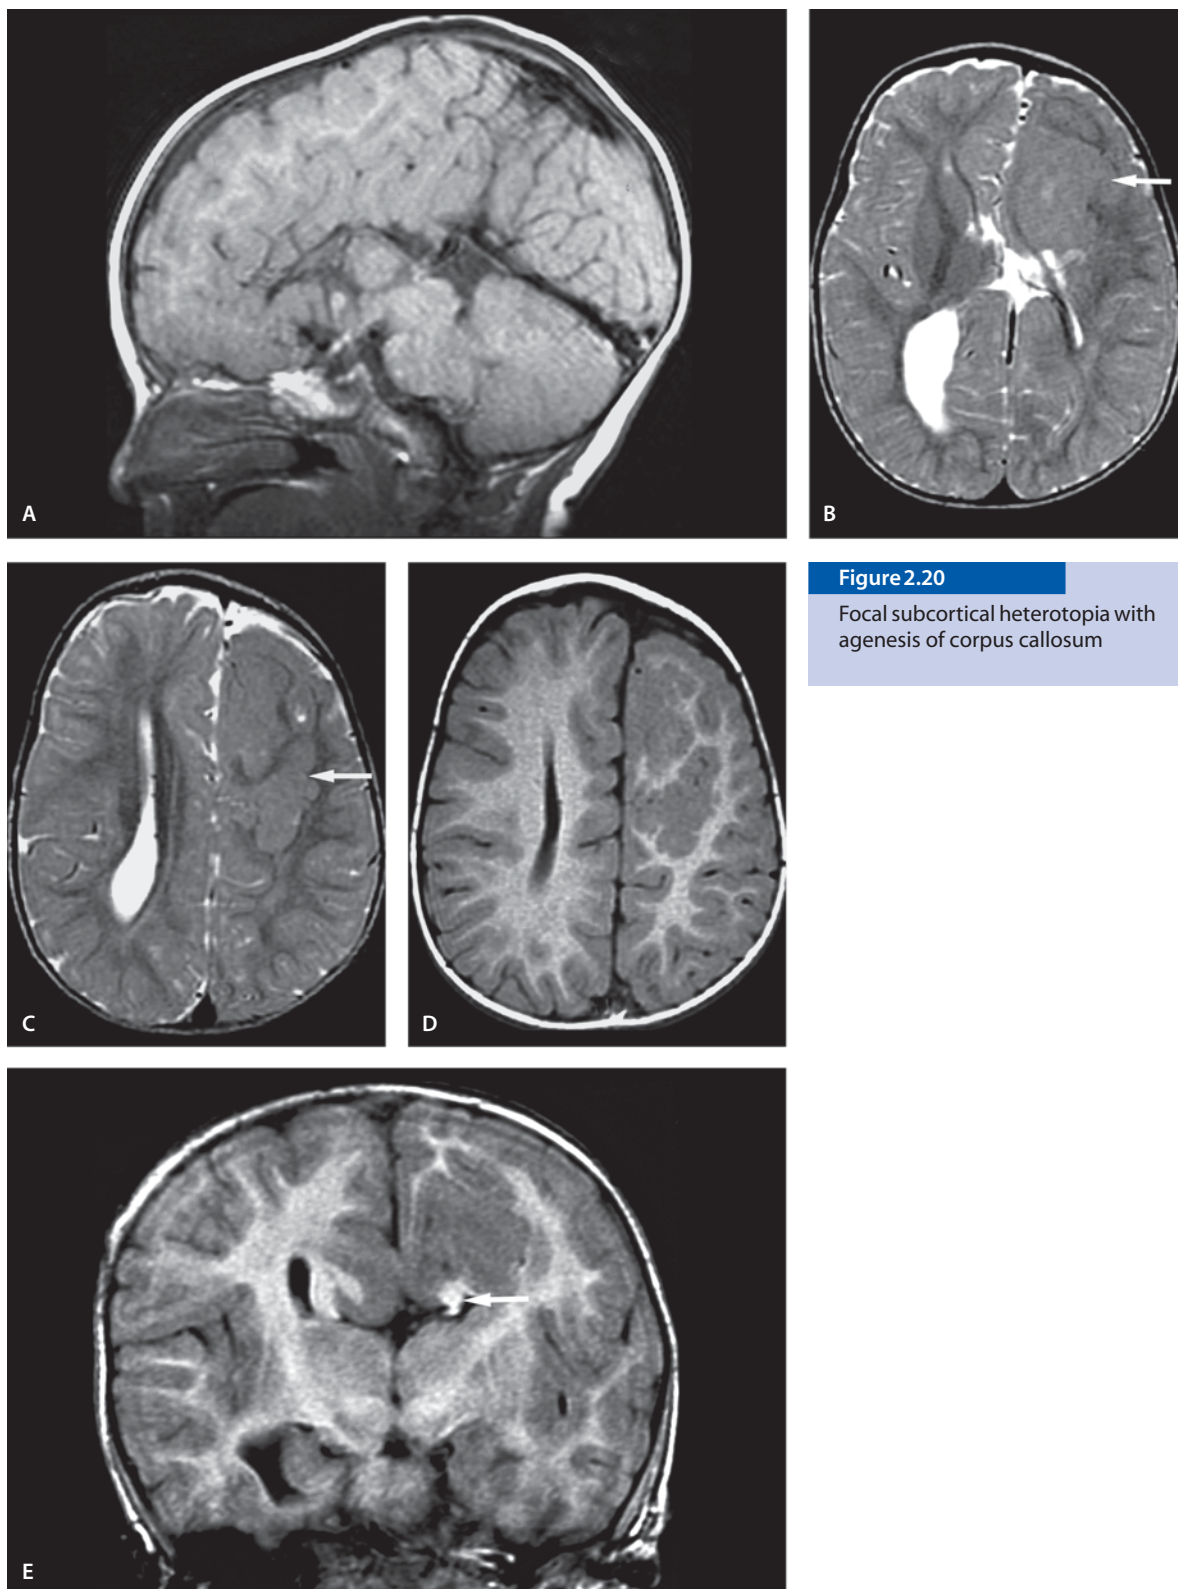 A
B
Figure 2.20
Focal subcortical heterotopia with
agenesis of corpus callosum
C
D
E